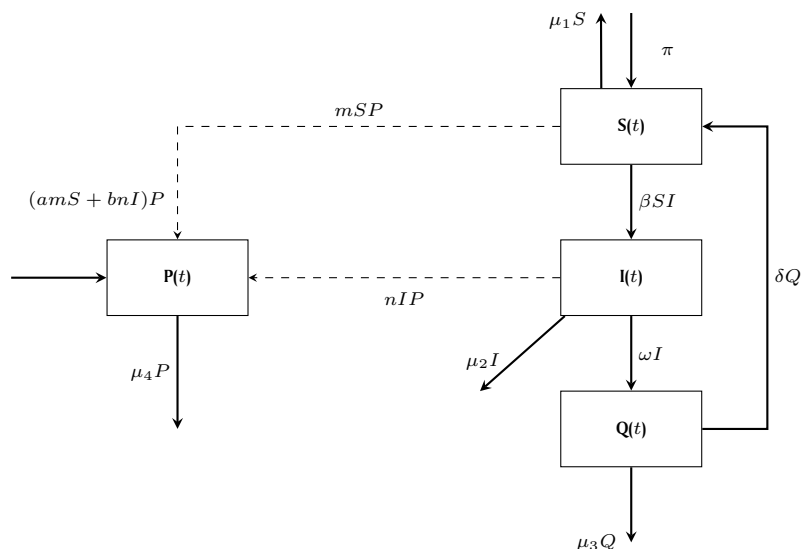 μ₁S
π
mSP
S(t)
(amS + bnI)P
βSI
P(t)
I(t)
δQ
nIP
μ₂I
ωI
μ₄P
Q(t)
μ₃Q